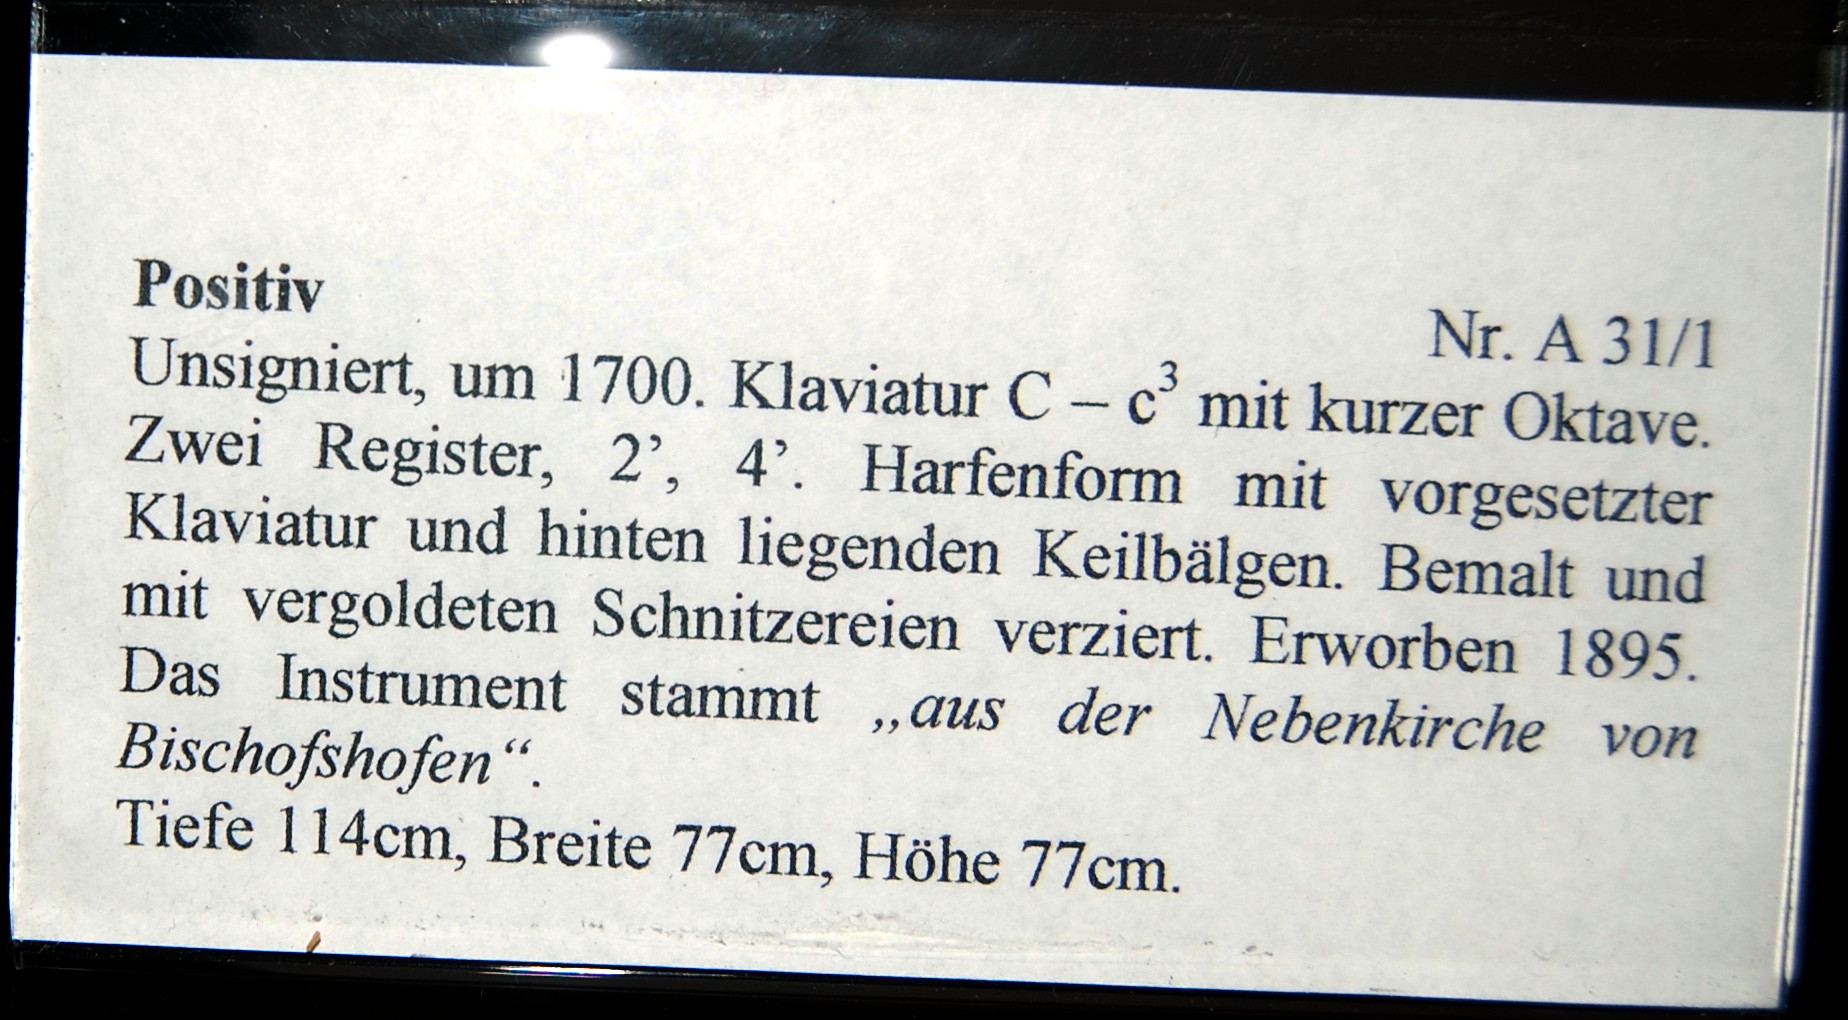 Positiv
Nr. A 31/1
Unsigniert, um 1700. Klaviatur C – c³ mit kurzer Oktave.
Zwei Register, 2’, 4’. Harfenform mit vorgesetzter
Klaviatur und hinten liegenden Keilbälgen. Bemalt und
mit vergoldeten Schnitzereien verziert. Erworben 1895.
Das Instrument stammt „aus der Nebenkirche von
Bischofshofen“.
Tiefe 114cm, Breite 77cm, Höhe 77cm.